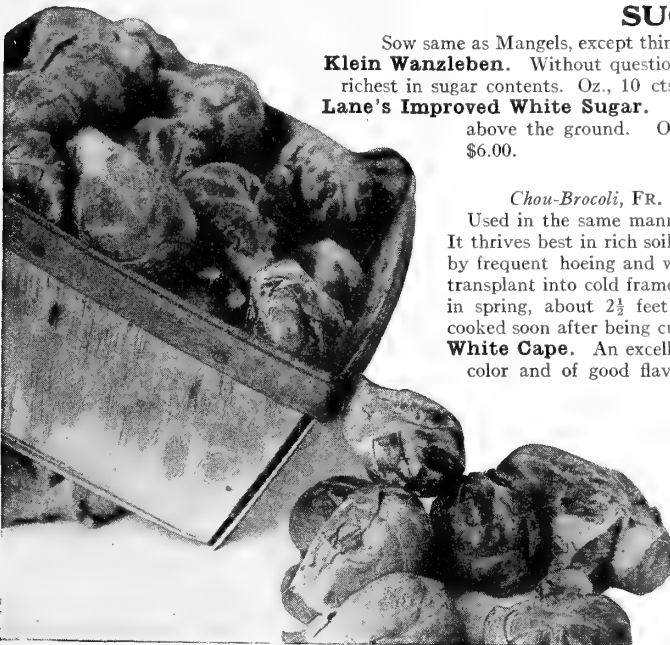 SU
Sow same as Mangels, except thin
Klein Wanzleben. Without questio
richest in sugar contents. Oz., 10 cts
Lane's Improved White Sugar.
above the ground. O
$6.00.
Chou-Brocoli, FR.
Used in the same mann
It thrives best in rich soil
by frequent hoeing and w
transplant into cold frame
in spring, about 2½ feet
cooked soon after being cu
White Cape. An excell
color and of good flav